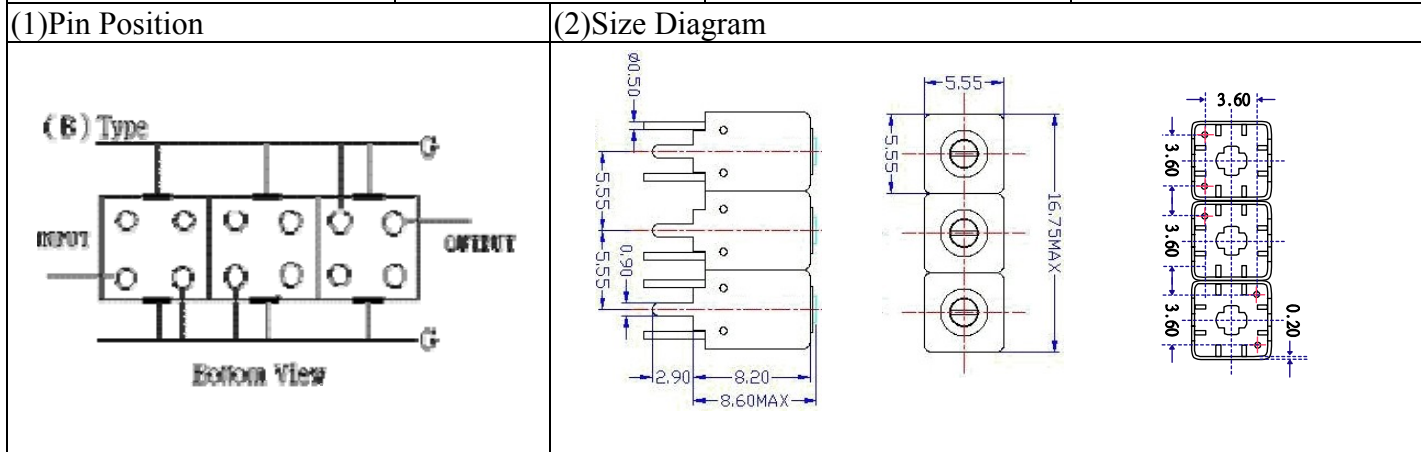 (1)Pin Position
(2)Size Diagram
(B) Type
G
INPUT
OUTPUT
G
Bottom View
ø0.50
5.55
5.55
0.90
2.90
8.20
8.60MAX
5.55
5.55
16.75MAX
3.60
3.60
3.60
3.60
0.20